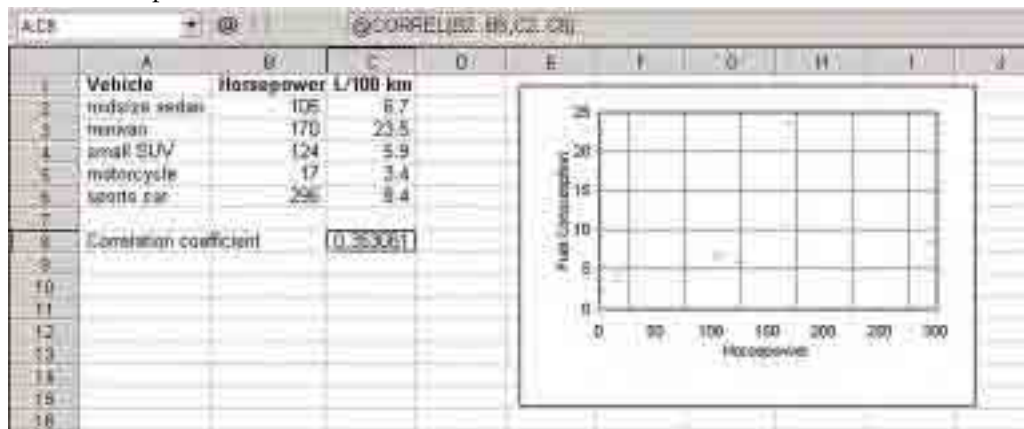 A:C8 @ @CORREL(B2..B6,C2..C6)
A B C D E F G H I J
1 Vehicle Horsepower L/100 km
2 midsize sedan 105 6.7
3 minivan 170 23.5
4 small SUV 124 5.9
5 motorcycle 17 3.4
6 sports car 296 8.4
7
8 Correlation coefficient 0.353061
9
10
11
12
13
14
15
16
25
20
15
10
5
0
Fuel Consumption
0 50 100 150 200 250 300
Horsepower